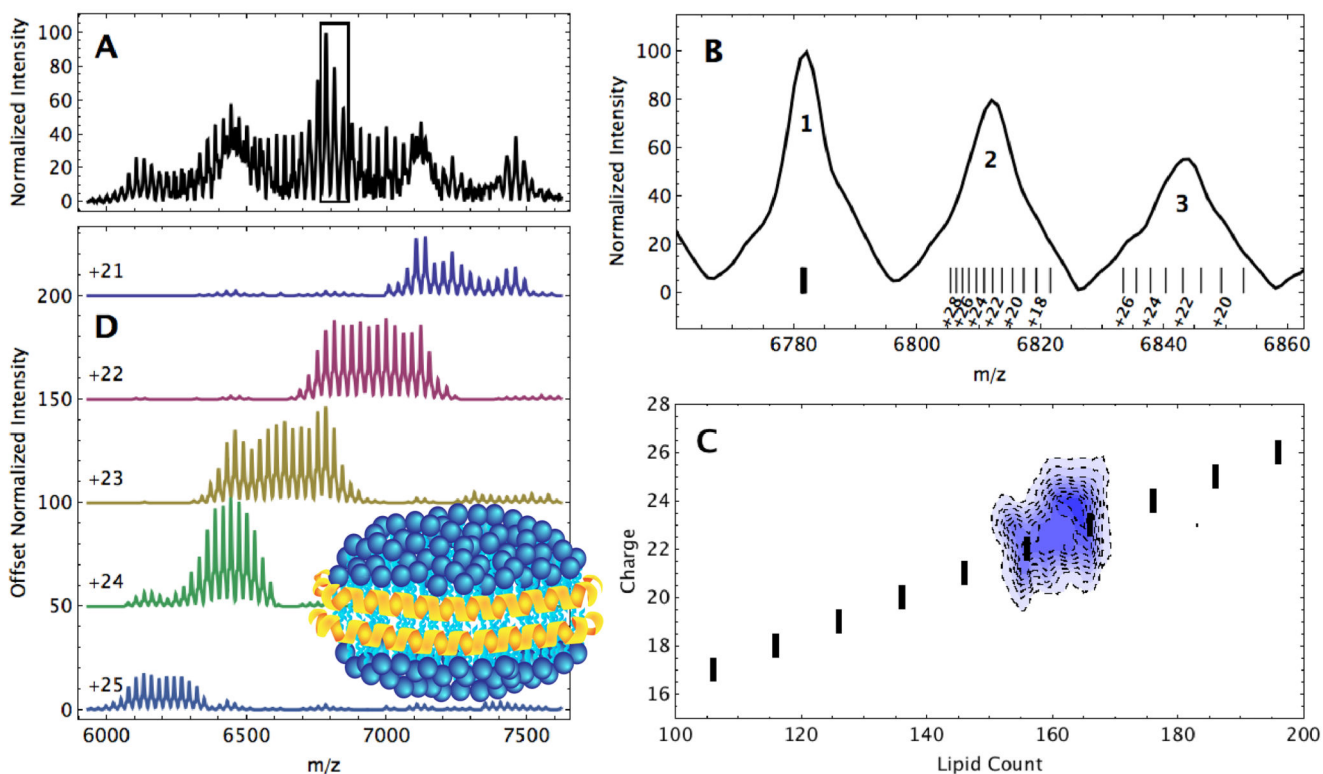 A
Normalized Intensity
100
80
60
40
20
0
+21
200
D
+22
150
+23
100
+24
50
+25
0
Offset Normalized Intensity
6000 6500 7000 7500
m/z
B
Normalized Intensity
100
80
60
40
20
0
1
2
3
+28 +26 +24 +22 +20 +18
+26 +24 +22 +20
6780 6800 6820 6840 6860
m/z
C
Charge
28
26
24
22
20
18
16
100 120 140 160 180 200
Lipid Count